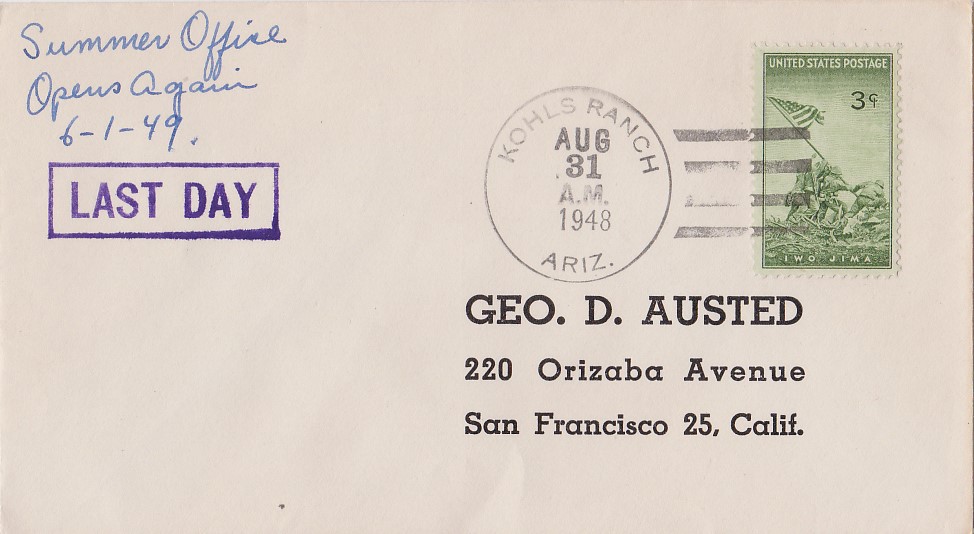 Summer Office
Opens Again
6-1-49.
LAST DAY
KOHLS RANCH
AUG
31
A.M.
1948
ARIZ.
UNITED STATES POSTAGE
3¢
IWO JIMA
GEO. D. AUSTED
220 Orizaba Avenue
San Francisco 25, Calif.